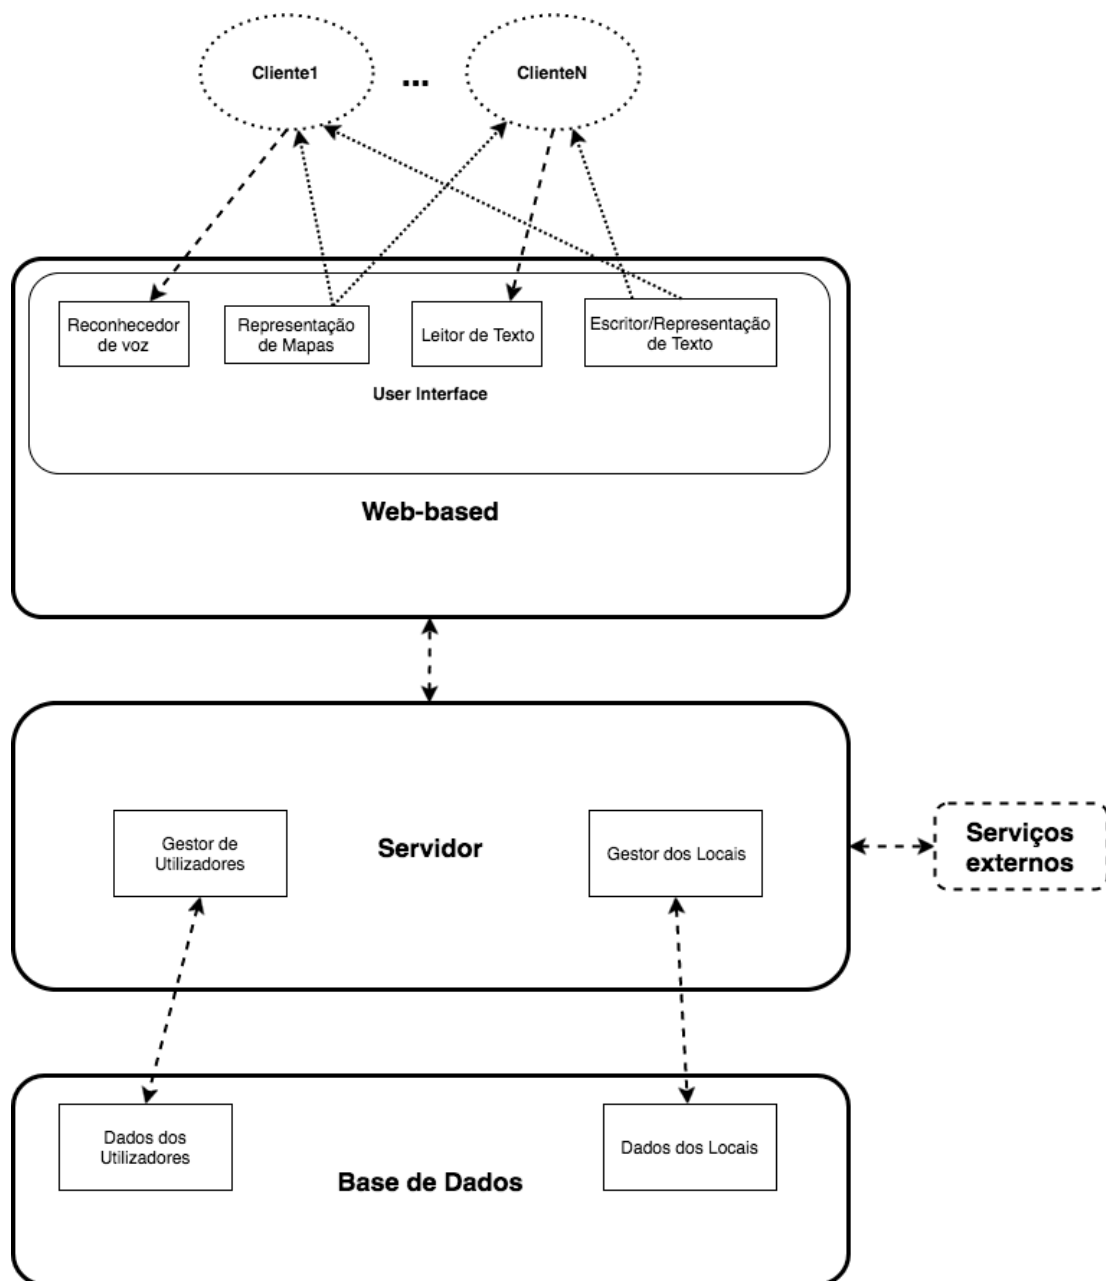 Cliente1
...
ClienteN
Reconhecedor
de voz
Representação
de Mapas
Leitor de Texto
Escritor/Representação
de Texto
User Interface
Web-based
Gestor de
Utilizadores
Servidor
Gestor dos Locais
Serviços
externos
Dados dos
Utilizadores
Dados dos Locais
Base de Dados